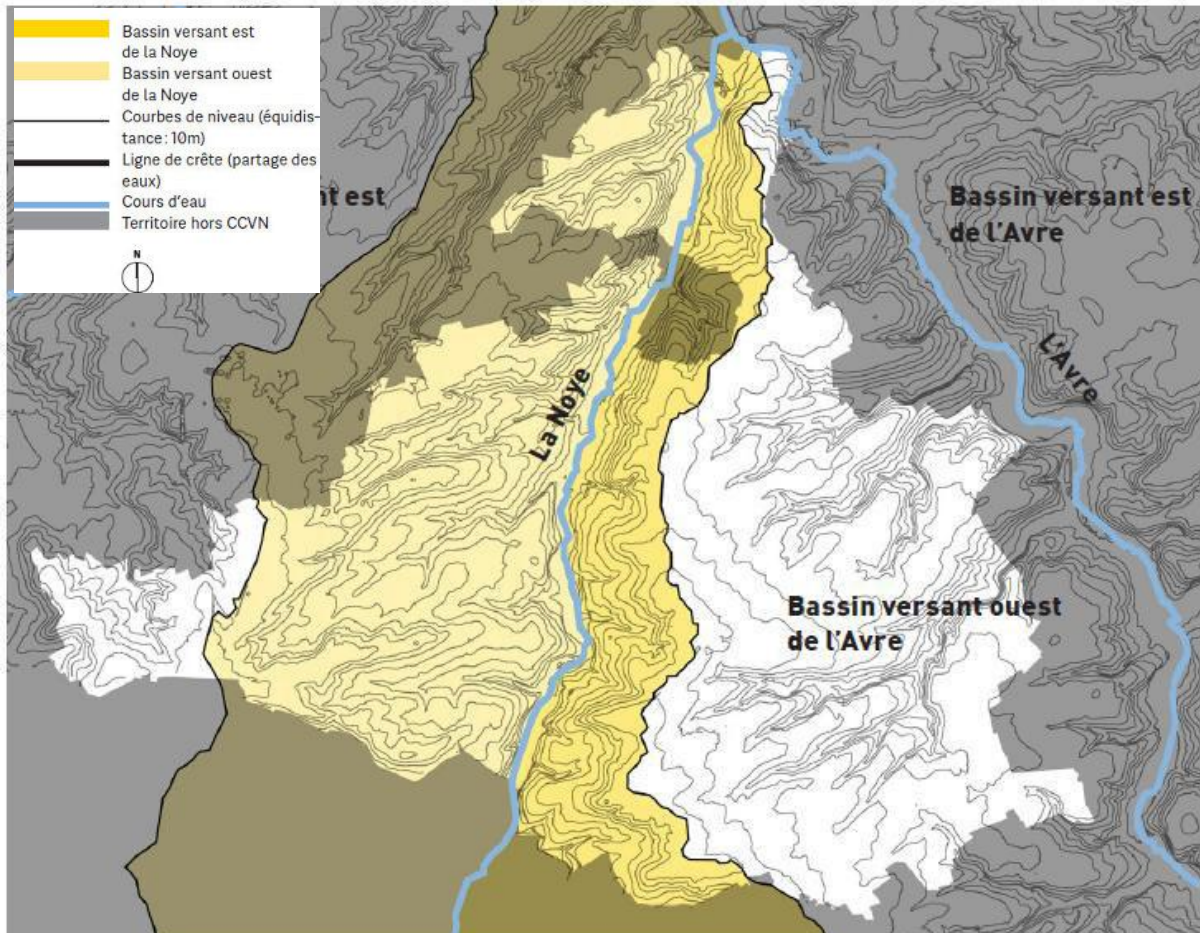 Bassin versant est
de la Noye
Bassin versant ouest
de la Noye
Courbes de niveau (équidis-
tance: 10m)
Ligne de crête (partage des
eaux)
Cours d'eau
Territoire hors CCVN
N
nt est
Bassin versant est
de l'Avre
L'Avre
La Noye
Bassin versant ouest
de l'Avre